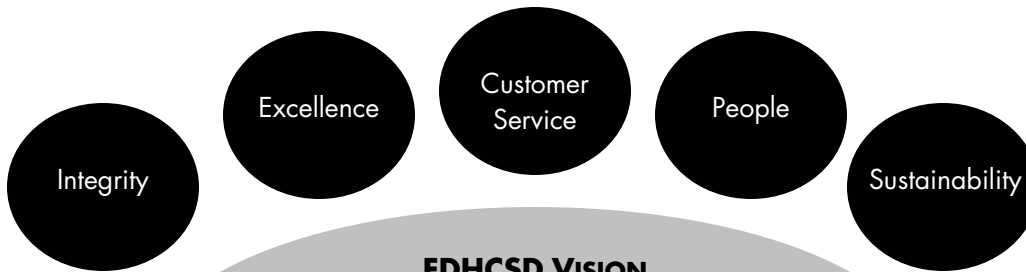 Integrity
Excellence
Customer
Service
People
Sustainability
EDHCSD VISION